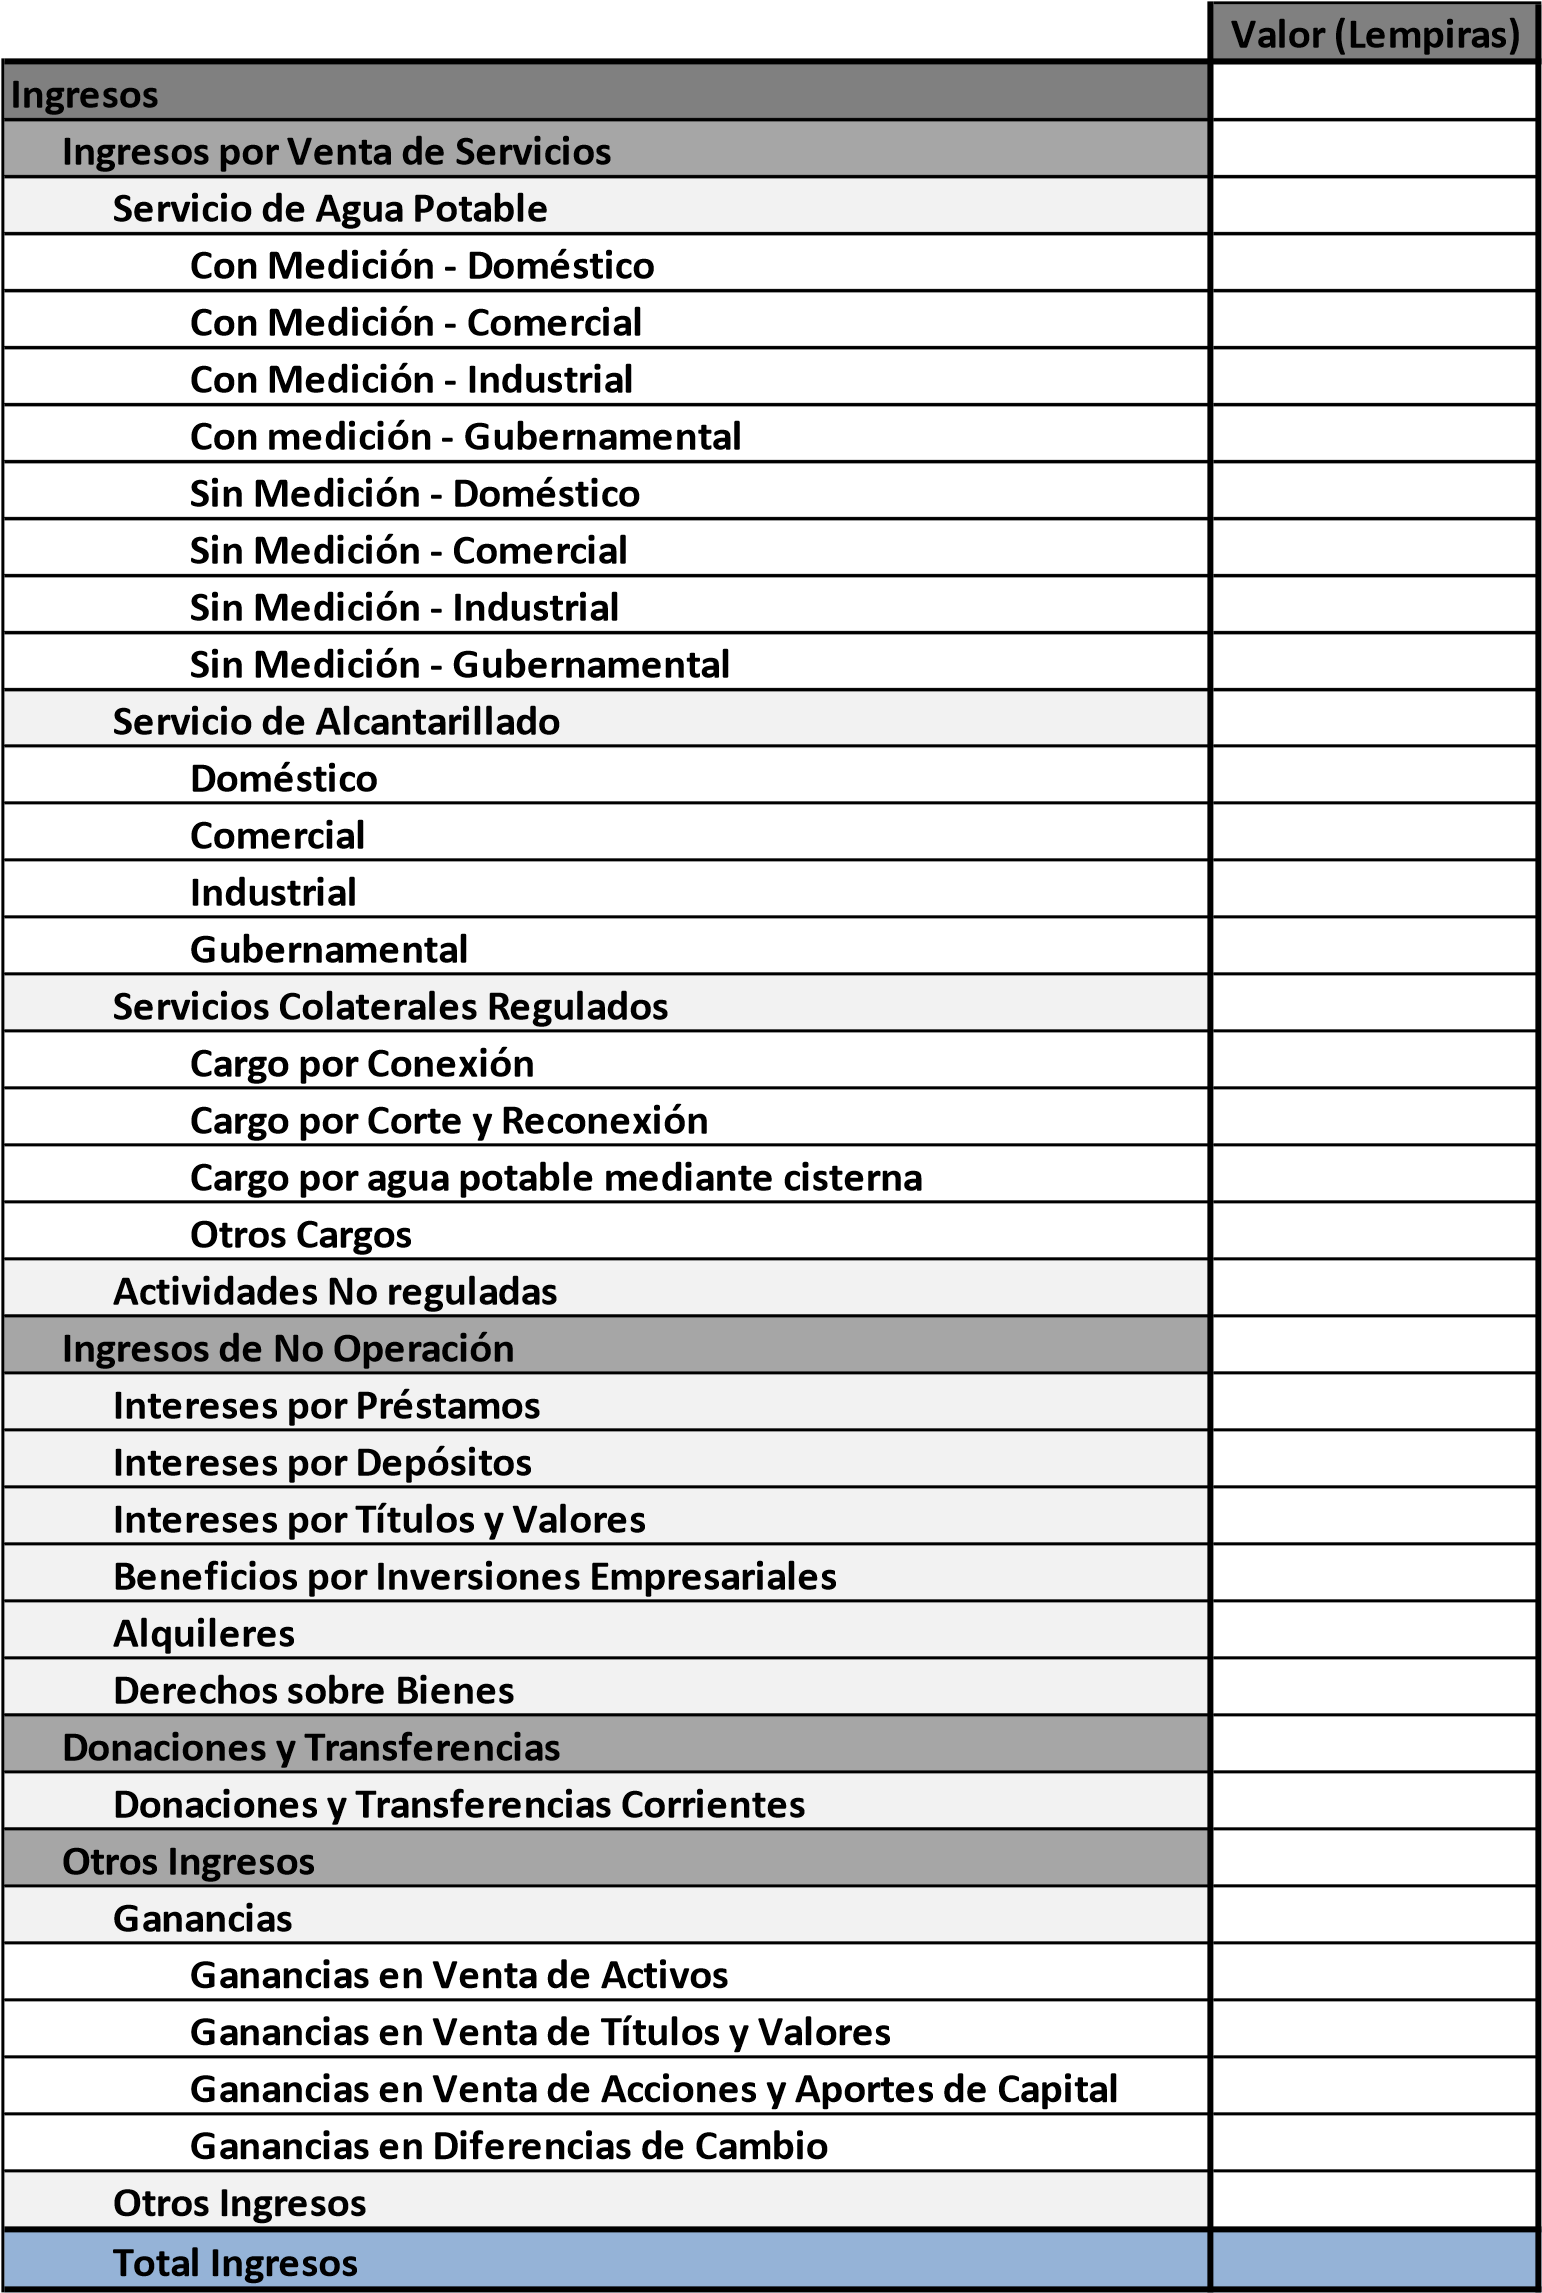 Valor (Lempiras)
Ingresos
Ingresos por Venta de Servicios
Servicio de Agua Potable
Con Medición - Doméstico
Con Medición - Comercial
Con Medición - Industrial
Con medición - Gubernamental
Sin Medición - Doméstico
Sin Medición - Comercial
Sin Medición - Industrial
Sin Medición - Gubernamental
Servicio de Alcantarillado
Doméstico
Comercial
Industrial
Gubernamental
Servicios Colaterales Regulados
Cargo por Conexión
Cargo por Corte y Reconexión
Cargo por agua potable mediante cisterna
Otros Cargos
Actividades No reguladas
Ingresos de No Operación
Intereses por Préstamos
Intereses por Depósitos
Intereses por Títulos y Valores
Beneficios por Inversiones Empresariales
Alquileres
Derechos sobre Bienes
Donaciones y Transferencias
Donaciones y Transferencias Corrientes
Otros Ingresos
Ganancias
Ganancias en Venta de Activos
Ganancias en Venta de Títulos y Valores
Ganancias en Venta de Acciones y Aportes de Capital
Ganancias en Diferencias de Cambio
Otros Ingresos
Total Ingresos